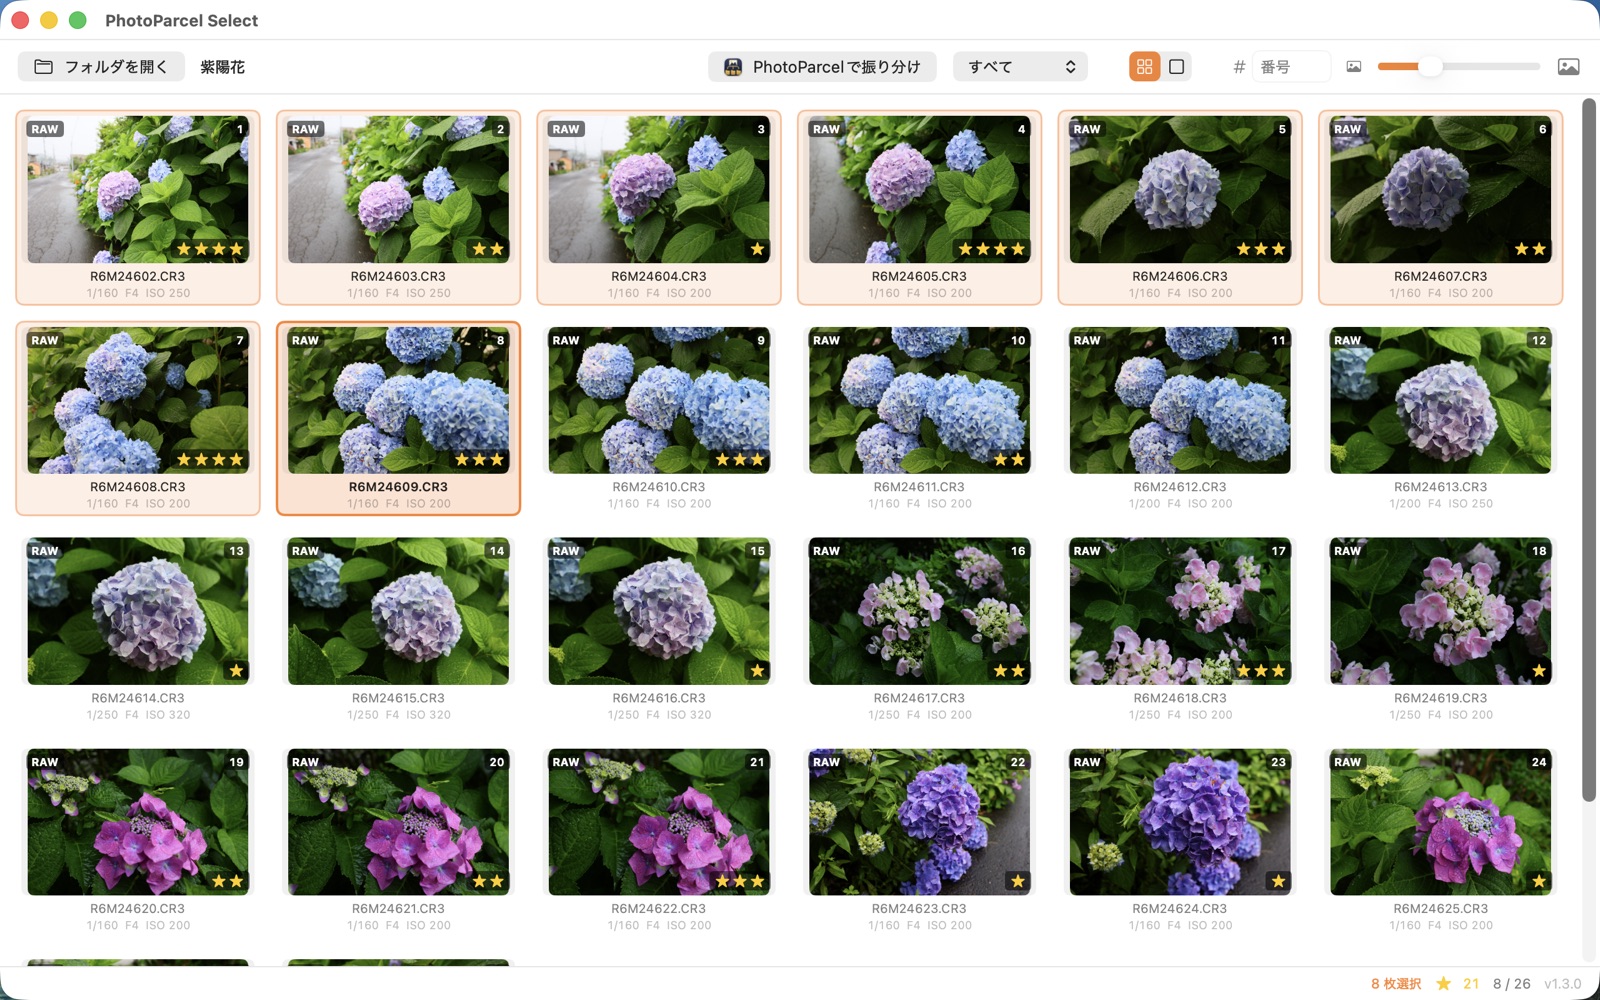 PhotoParcel Select
フォルダを開く 紫陽花 PhotoParcelで振り分け すべて # 番号
RAW 1 RAW 2 RAW 3 RAW 4 RAW 5 RAW 6
R6M24602.CR3 R6M24603.CR3 R6M24604.CR3 R6M24605.CR3 R6M24606.CR3 R6M24607.CR3
1/160 F4 ISO 250 1/160 F4 ISO 250 1/160 F4 ISO 200 1/160 F4 ISO 200 1/160 F4 ISO 200 1/160 F4 ISO 200
RAW 7 RAW 8 RAW 9 RAW 10 RAW 11 RAW 12
R6M24608.CR3 R6M24609.CR3 R6M24610.CR3 R6M24611.CR3 R6M24612.CR3 R6M24613.CR3
1/160 F4 ISO 200 1/160 F4 ISO 200 1/160 F4 ISO 200 1/160 F4 ISO 200 1/200 F4 ISO 200 1/200 F4 ISO 250
RAW 13 RAW 14 RAW 15 RAW 16 RAW 17 RAW 18
R6M24614.CR3 R6M24615.CR3 R6M24616.CR3 R6M24617.CR3 R6M24618.CR3 R6M24619.CR3
1/250 F4 ISO 320 1/250 F4 ISO 320 1/250 F4 ISO 320 1/250 F4 ISO 200 1/250 F4 ISO 200 1/250 F4 ISO 200
RAW 19 RAW 20 RAW 21 RAW 22 RAW 23 RAW 24
R6M24620.CR3 R6M24621.CR3 R6M24622.CR3 R6M24623.CR3 R6M24624.CR3 R6M24625.CR3
1/160 F4 ISO 200 1/160 F4 ISO 200 1/160 F4 ISO 200 1/160 F4 ISO 200 1/160 F4 ISO 200 1/160 F4 ISO 200
8 枚選択 ★ 21 8 / 26 v1.3.0